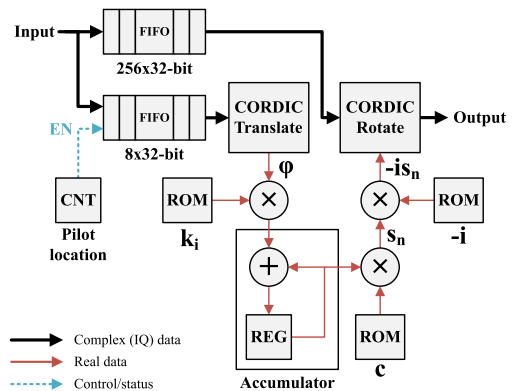 Input
FIFO
256x32-bit
EN
FIFO
8x32-bit
CORDIC
Translate
CORDIC
Rotate
Output
CNT
Pilot
location
φ
-isₙ
ROM
kᵢ
×
×
ROM
-i
sₙ
+
×
REG
ROM
c
Accumulator
Complex (IQ) data
Real data
Control/status